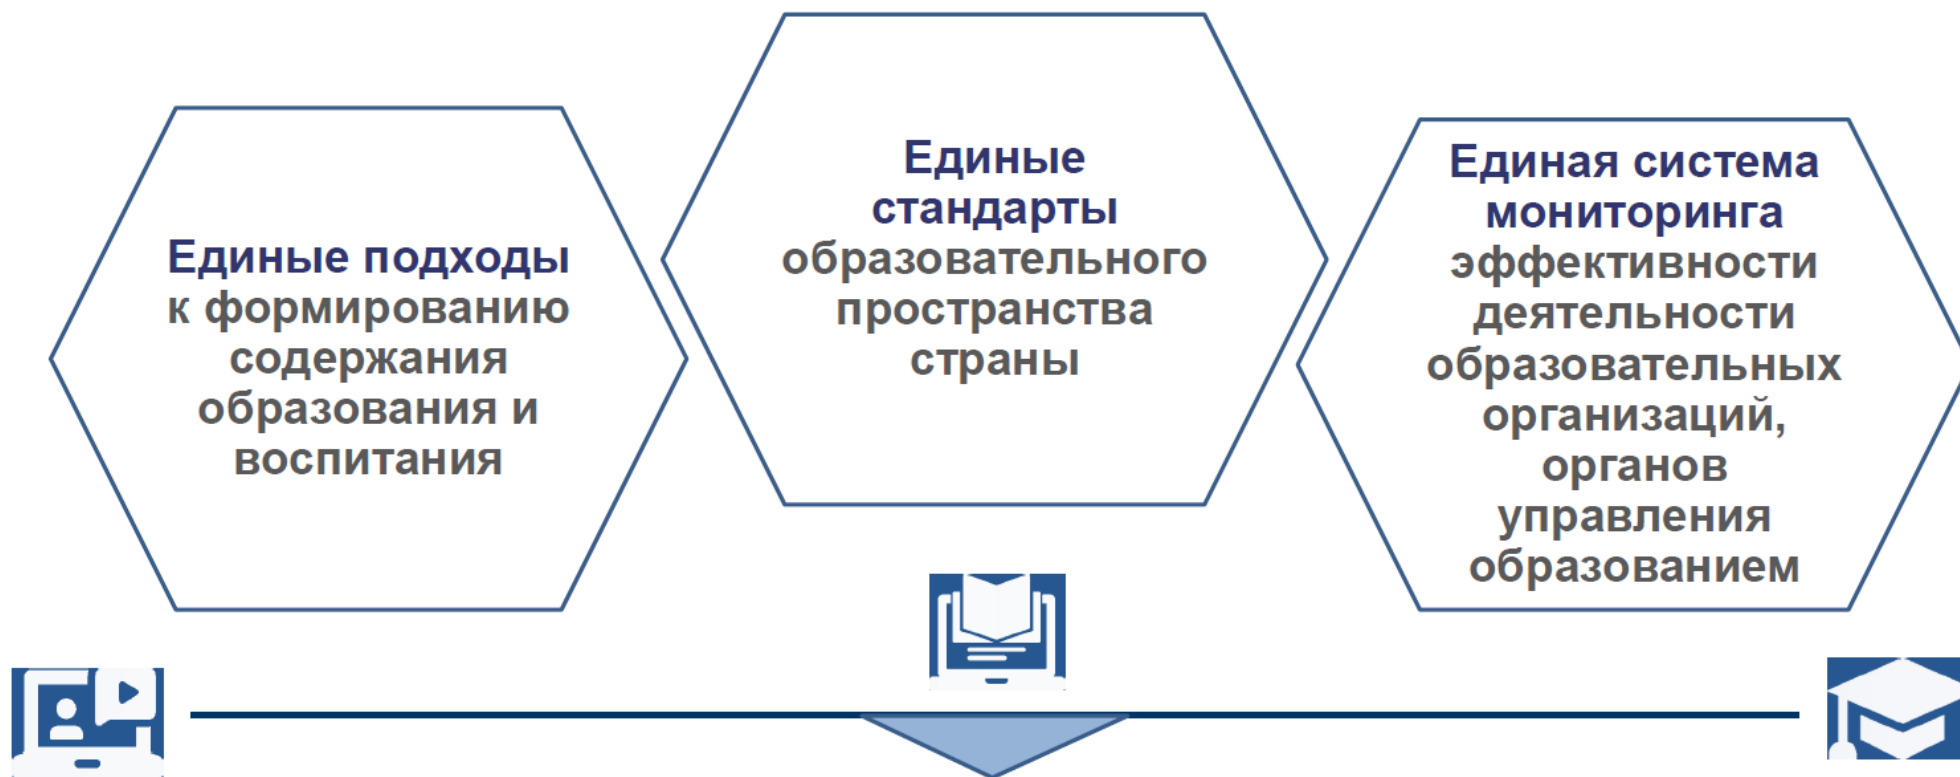 Единые подходы
к формированию
содержания
образования и
воспитания
Единые
стандарты
образовательного
пространства
страны
Единая система
мониторинга
эффективности
деятельности
образовательных
организаций,
органов
управления
образованием